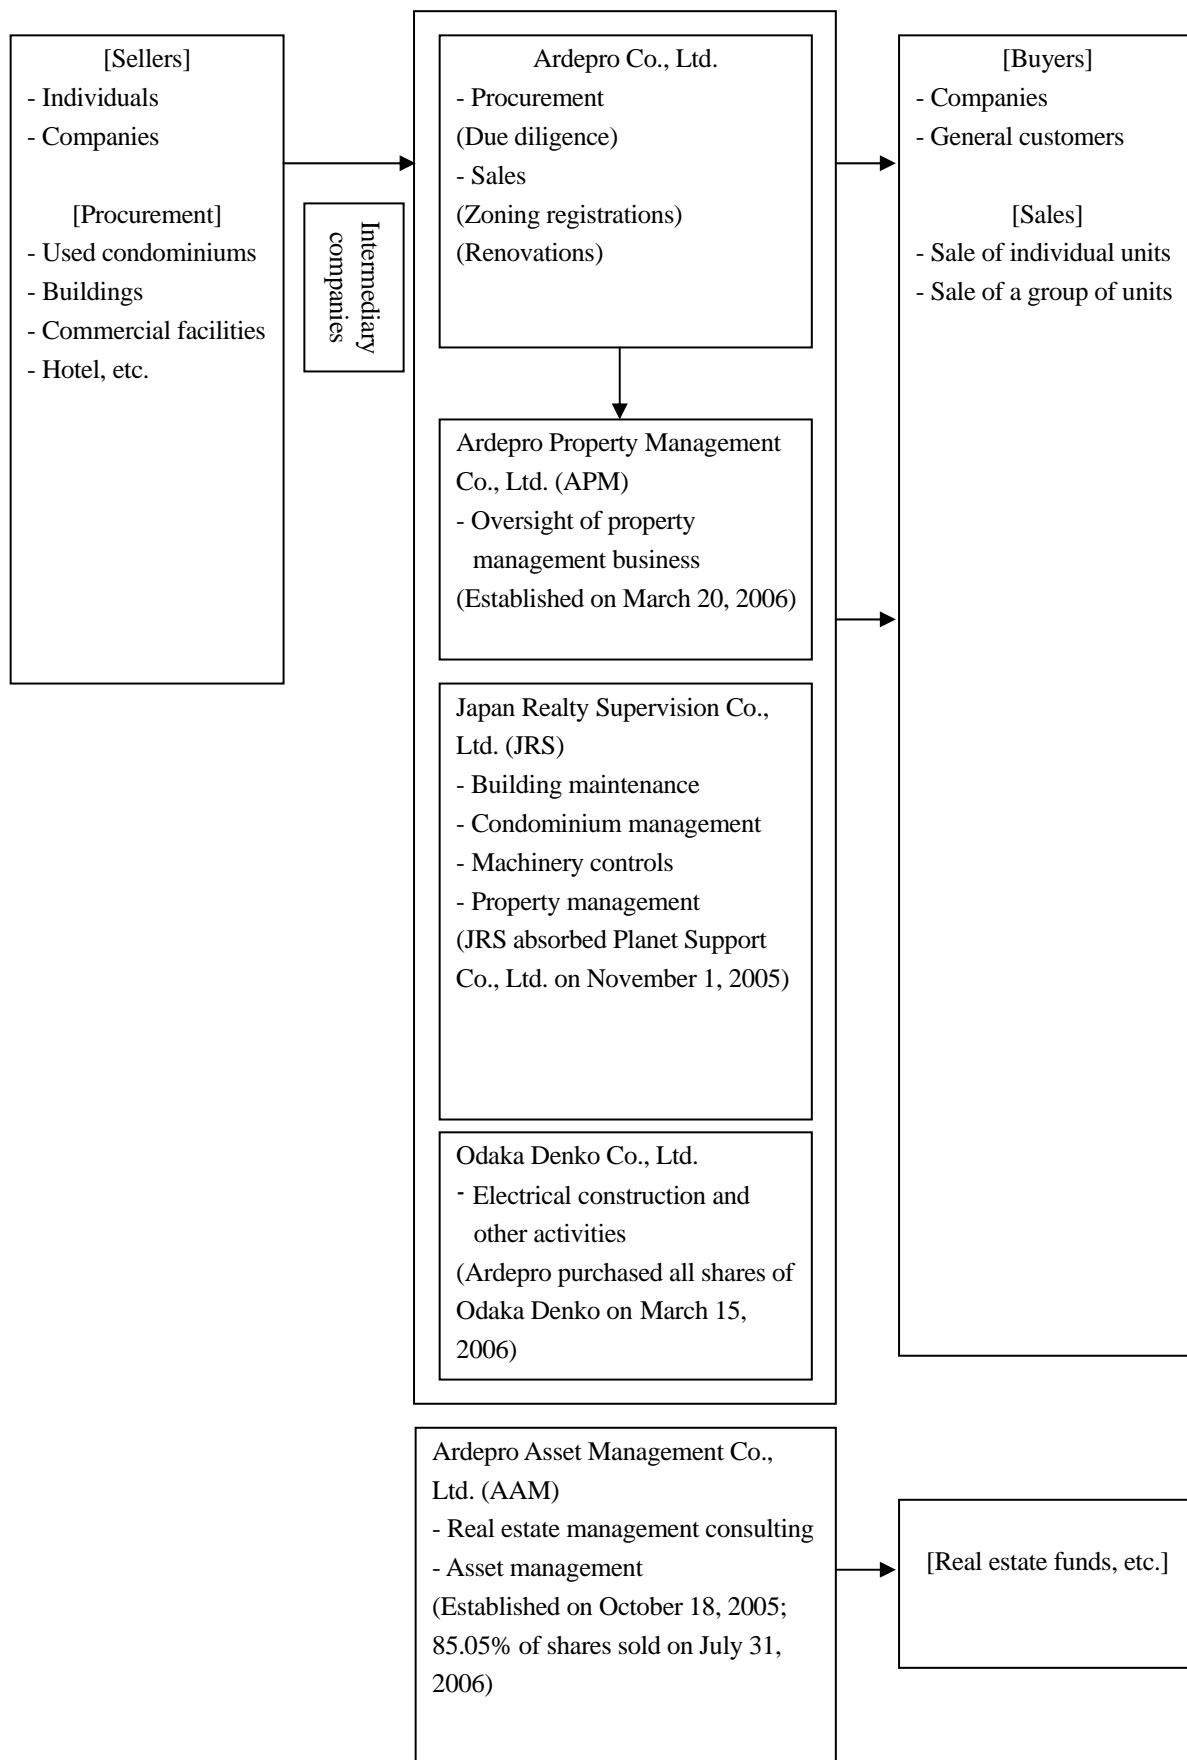 [Sellers]
- Individuals
- Companies
[Procurement]
- Used condominiums
- Buildings
- Commercial facilities
- Hotel, etc.
Intermediary
companies
Ardepro Co., Ltd.
- Procurement
(Due diligence)
- Sales
(Zoning registrations)
(Renovations)
Ardepro Property Management
Co., Ltd. (APM)
- Oversight of property
management business
(Established on March 20, 2006)
Japan Realty Supervision Co.,
Ltd. (JRS)
- Building maintenance
- Condominium management
- Machinery controls
- Property management
(JRS absorbed Planet Support
Co., Ltd. on November 1, 2005)
Odaka Denko Co., Ltd.
- Electrical construction and
other activities
(Ardepro purchased all shares of
Odaka Denko on March 15,
2006)
[Buyers]
- Companies
- General customers
[Sales]
- Sale of individual units
- Sale of a group of units
Ardepro Asset Management Co.,
Ltd. (AAM)
- Real estate management consulting
- Asset management
(Established on October 18, 2005;
85.05% of shares sold on July 31,
2006)
[Real estate funds, etc.]